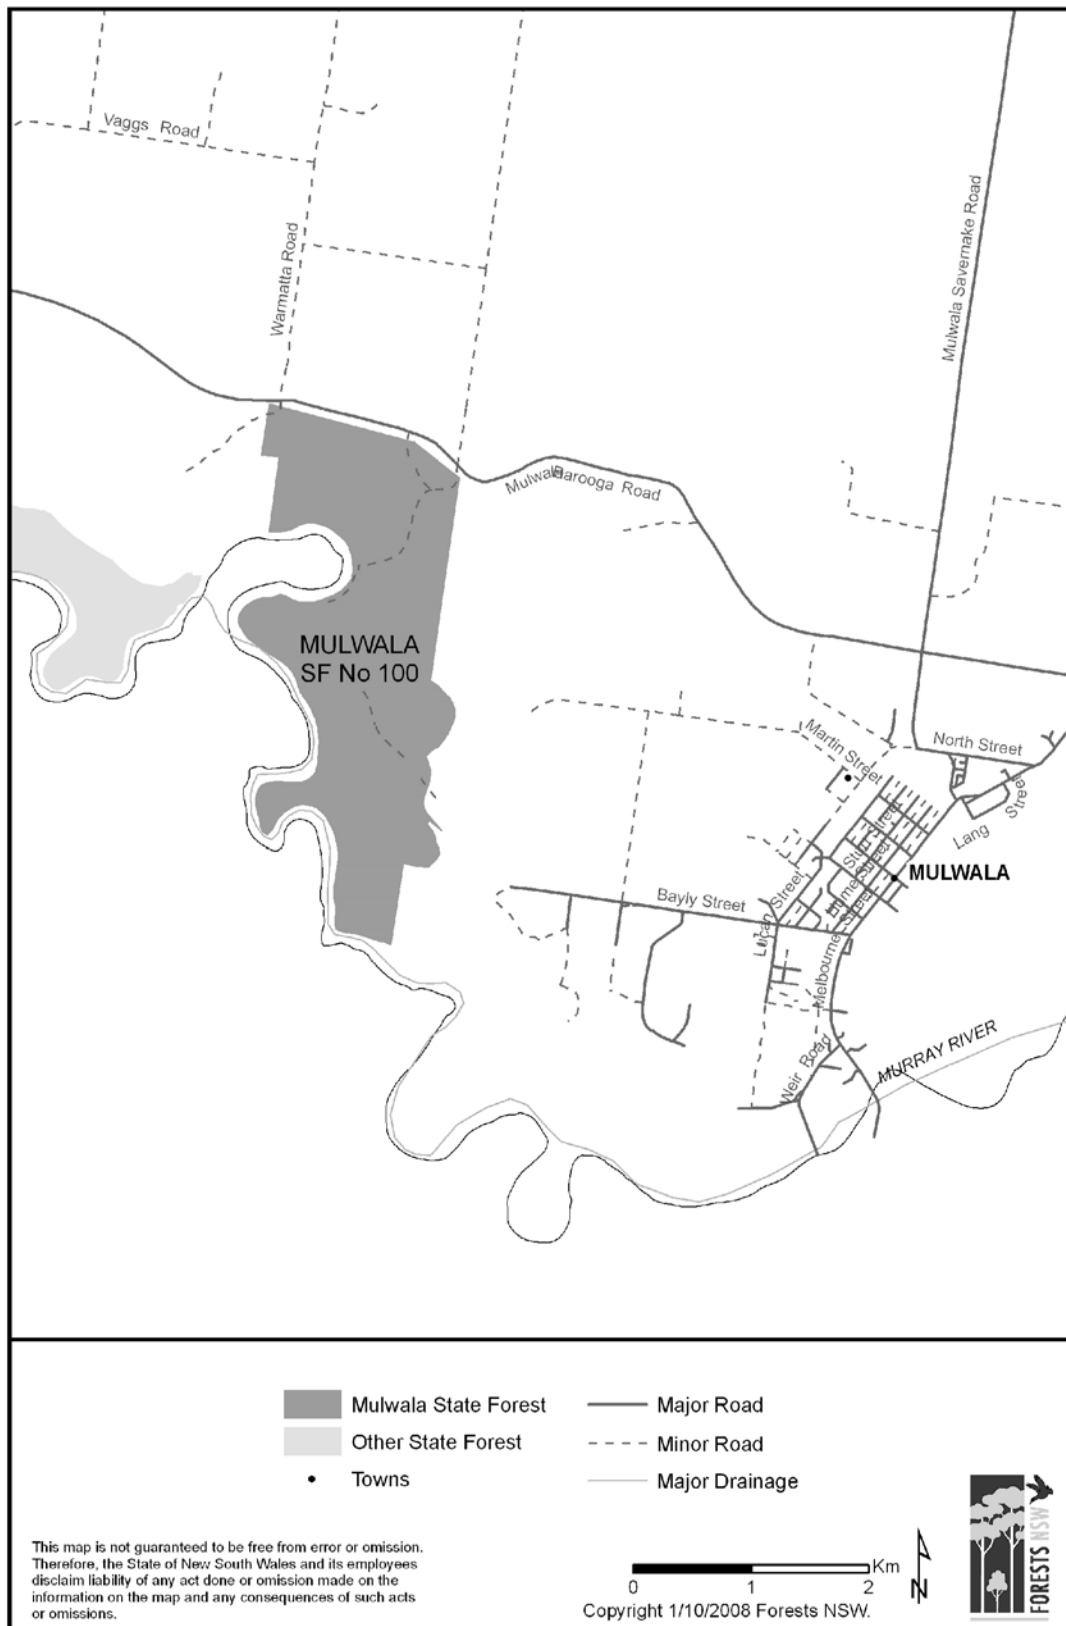 Vaggs Road
Warmatta Road
Mulwala Savernake Road
Mulwala Barooga Road
MULWALA
SF No 100
Martin Street
North Street
Lang Street
Sturt Street
Hume Street
MULWALA
Bayly Street
Lucan Street
Melbourne Street
Weir Road
MURRAY RIVER
Mulwala State Forest
Other State Forest
Towns
Major Road
Minor Road
Major Drainage
This map is not guaranteed to be free from error or omission.
Therefore, the State of New South Wales and its employees
disclaim liability of any act done or omission made on the
information on the map and any consequences of such acts
or omissions.
Km
0 1 2
Copyright 1/10/2008 Forests NSW.
N
FORESTS NSW